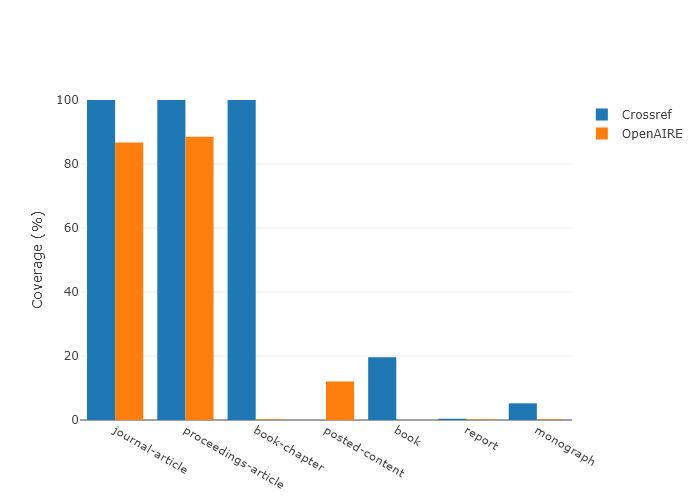 Coverage (%)
100
80
60
40
20
0
journal-article
proceedings-article
book-chapter
posted-content
book
report
monograph
Crossref
OpenAIRE